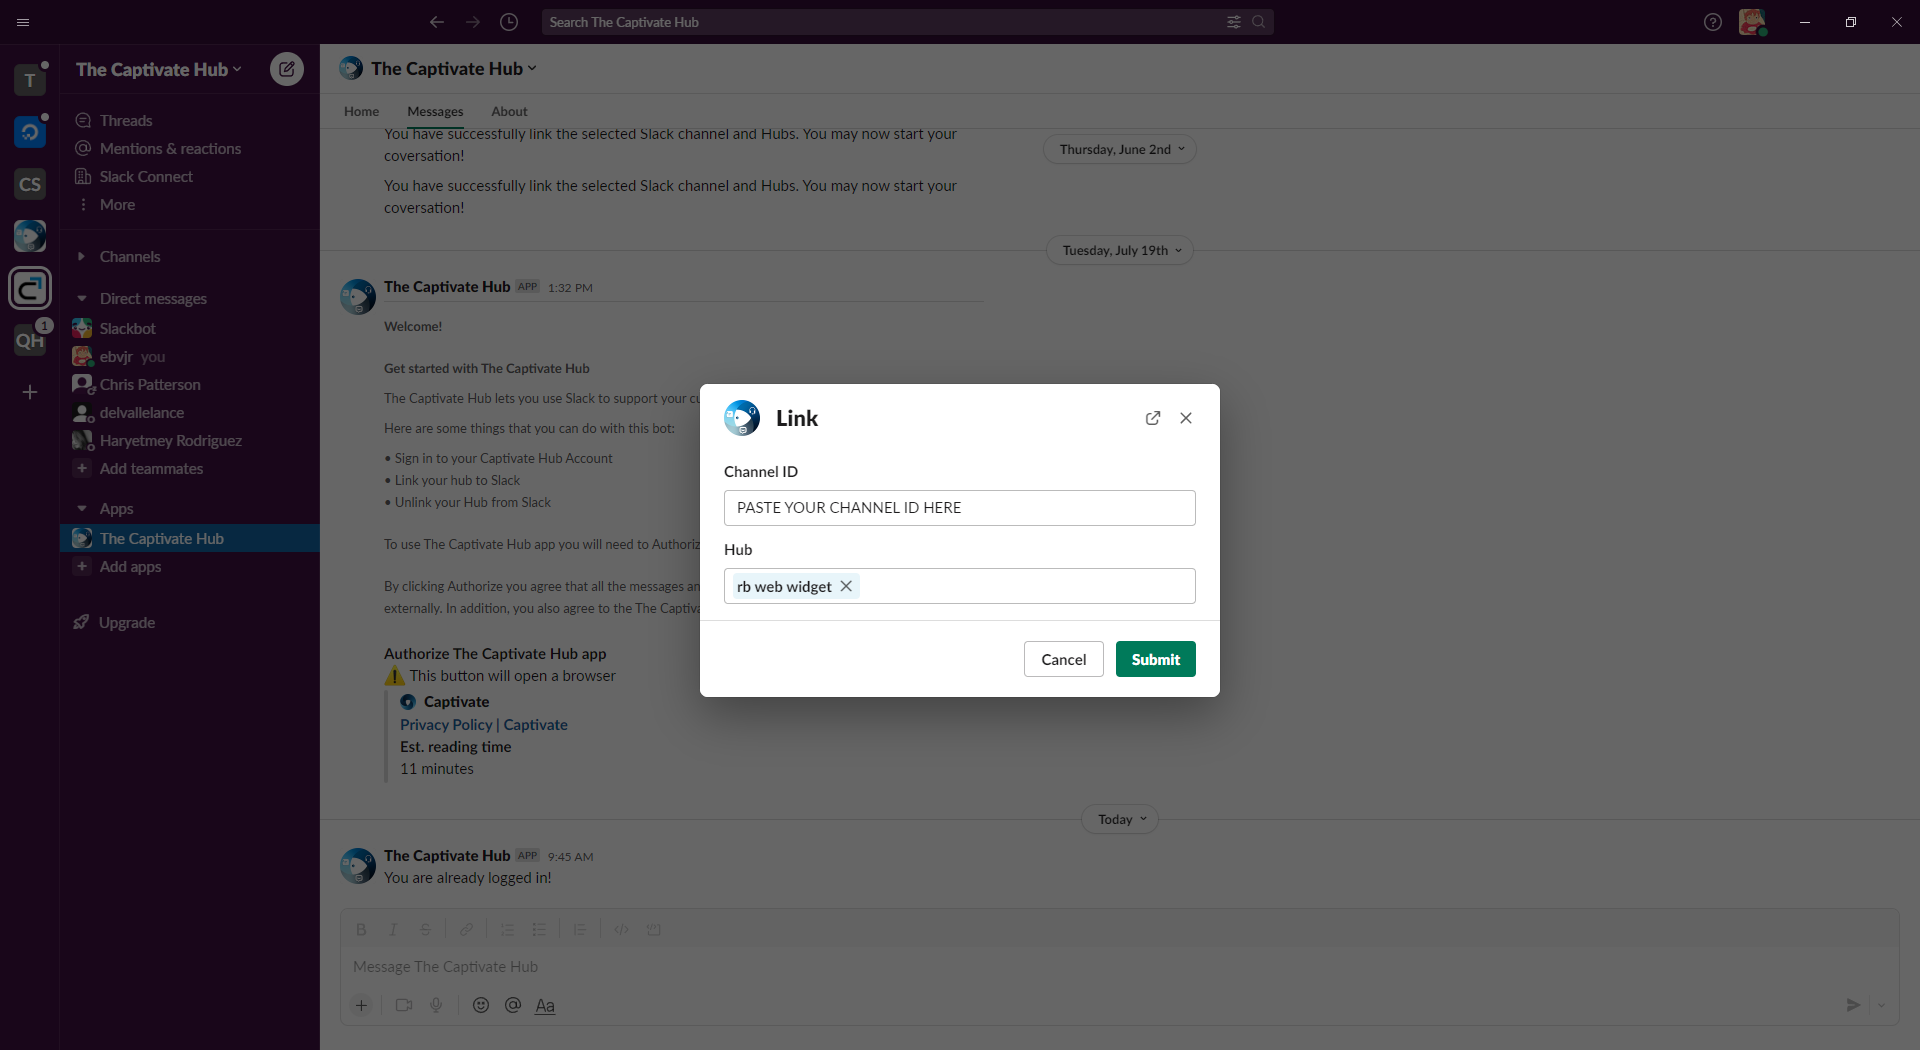 Search The Captivate Hub
T
The Captivate Hub
CS
QH
1
Threads
Mentions & reactions
Slack Connect
More
Channels
Direct messages
Slackbot
ebvjr you
Chris Patterson
delvallelance
Haryetmey Rodriguez
Add teammates
Apps
The Captivate Hub
Add apps
Upgrade
The Captivate Hub
Home Messages About
You have successfully link the selected Slack channel and Hubs. You may now start your
coversation!
Thursday, June 2nd
You have successfully link the selected Slack channel and Hubs. You may now start your
coversation!
Tuesday, July 19th
The Captivate Hub APP 1:32 PM
Welcome!
Get started with The Captivate Hub
The Captivate Hub lets you use Slack to support your cu
Here are some things that you can do with this bot:
• Sign in to your Captivate Hub Account
• Link your hub to Slack
• Unlink your Hub from Slack
To use The Captivate Hub app you will need to Authoriz
By clicking Authorize you agree that all the messages an
externally. In addition, you also agree to the The Captiva
Authorize The Captivate Hub app
This button will open a browser
Captivate
Privacy Policy | Captivate
Est. reading time
11 minutes
Today
The Captivate Hub APP 9:45 AM
You are already logged in!
Message The Captivate Hub
Aa
Link
Channel ID
PASTE YOUR CHANNEL ID HERE
Hub
rb web widget
Cancel
Submit